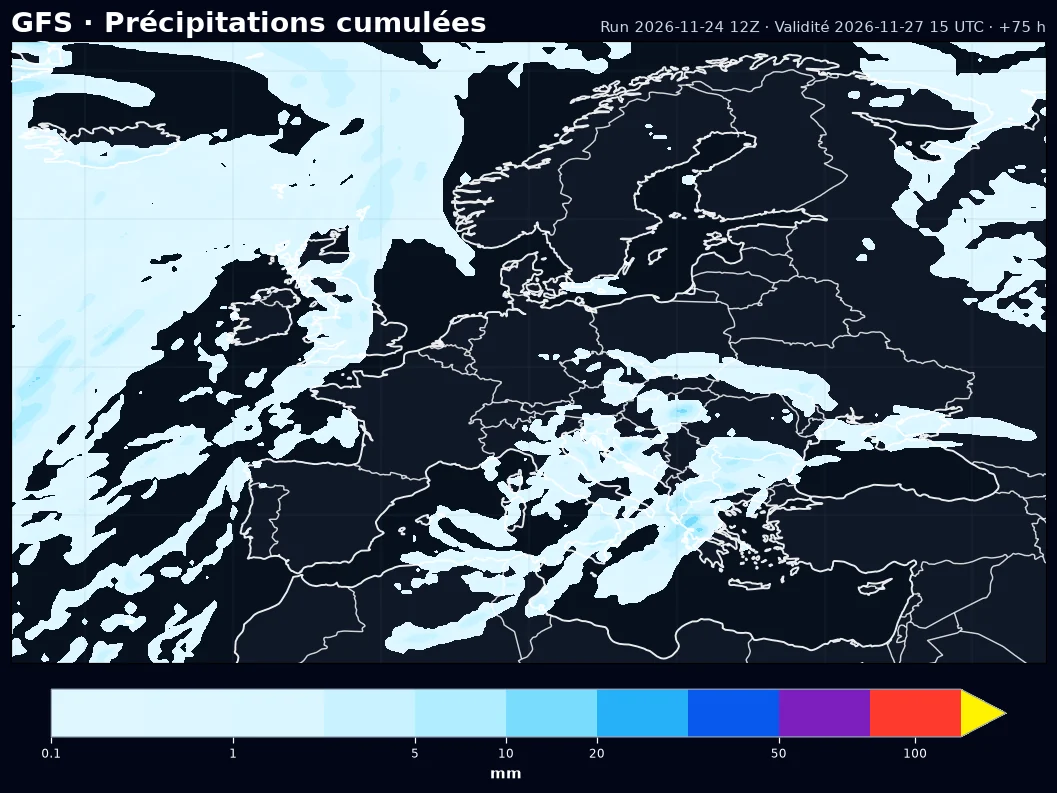 GFS · Précipitations cumulées
Run 2026-11-24 12Z · Validité 2026-11-27 15 UTC · +75 h
0.1 1 5 10 20 50 100
mm